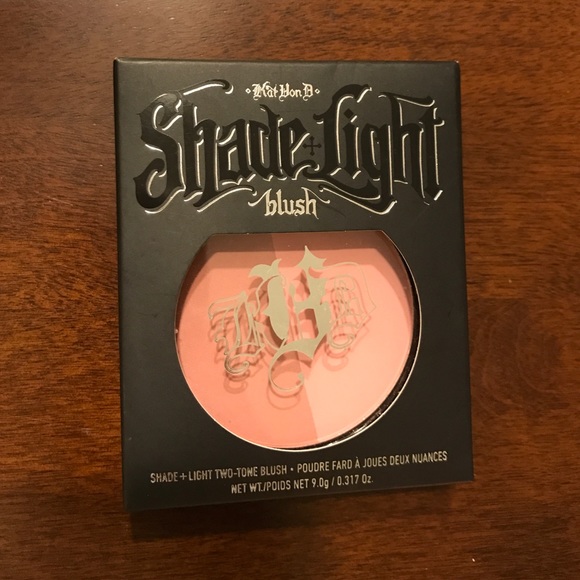 Kat Von D
Shade + Light
blush
SHADE + LIGHT TWO-TONE BLUSH • POUDRE FARD À JOUES DEUX NUANCES
NET WT./POIDS NET 9.0g / 0.317 Oz.